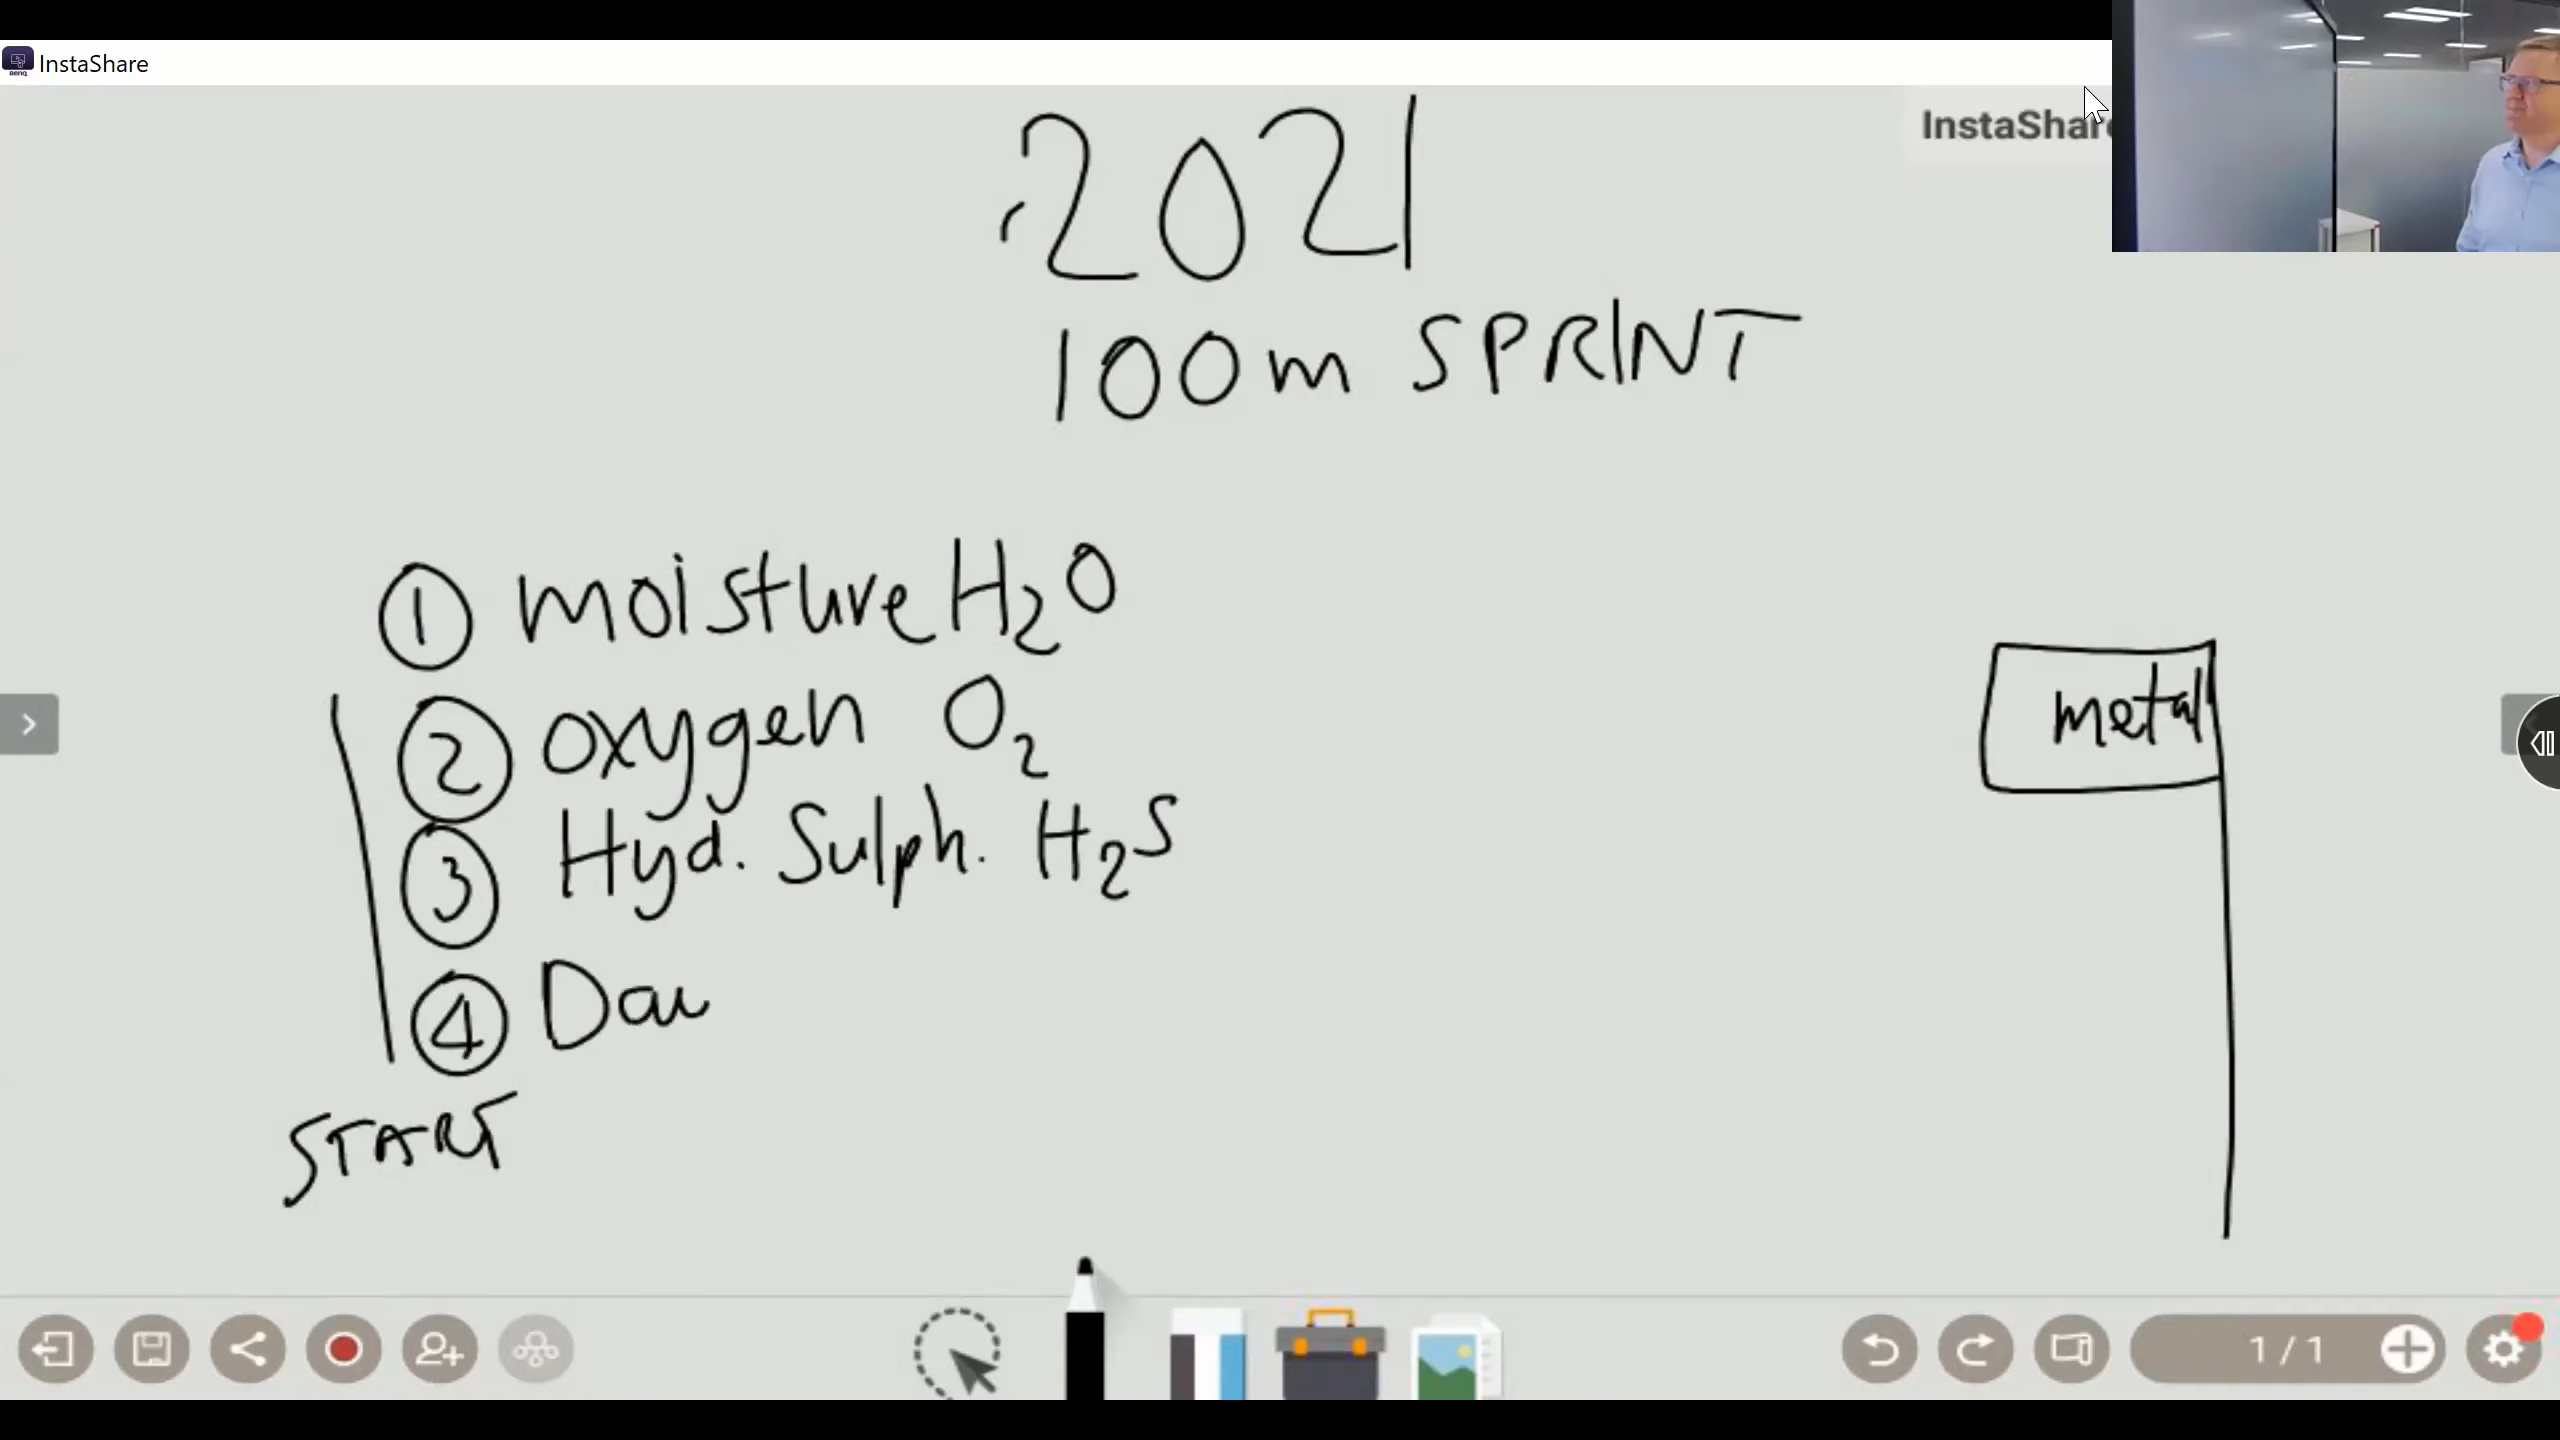 InstaShare
InstaShare
2021
100m SPRINT
① moisture H₂O
② oxygen O₂
③ Hyd. Sulph. H₂S
④
START
metal
1/1
BenQ